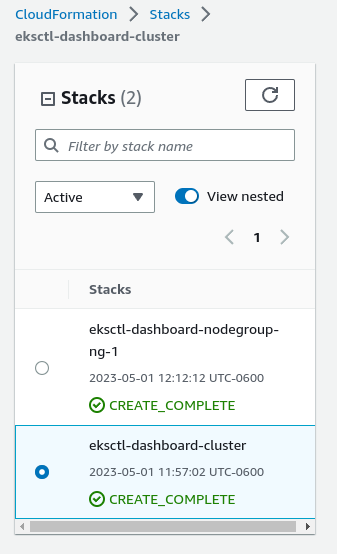 CloudFormation > Stacks >
eksctl-dashboard-cluster
Stacks (2)
Filter by stack name
Active
View nested
1
Stacks
eksctl-dashboard-nodegroup-
ng-1
2023-05-01 12:12:12 UTC-0600
CREATE_COMPLETE
eksctl-dashboard-cluster
2023-05-01 11:57:02 UTC-0600
CREATE_COMPLETE